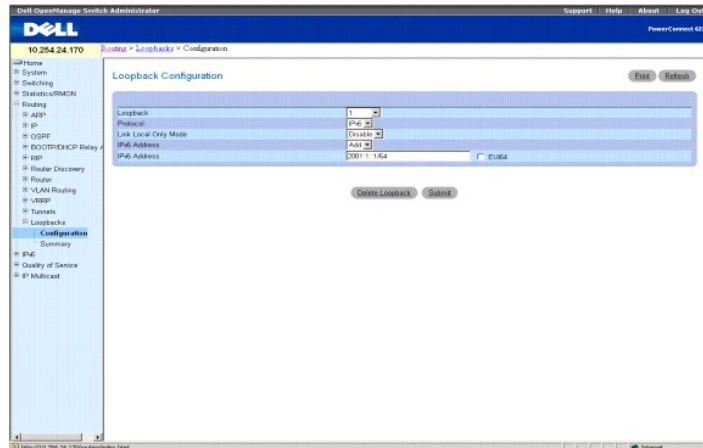 Dell OpenManage Switch Administrator
Support Help About Log Out
DELL
PowerConnect
10.254.24.170
Routing > Loopbacks > Configuration
Home
System
Switching
Statistics/RMON
Routing
ARP
IP
OSPF
BOOTP/DHCP Relay
RIP
Router Discovery
Router
VLAN Routing
VRRP
Tunnels
Loopbacks
Configuration
Summary
IPv6
Quality of Service
IP Multicast
Loopback Configuration
Print Refresh
Loopback 1
Protocol IPv6
Link Local Only Mode Disable
IPv6 Address Add
IPv6 Address 2081:1::1/64 EUI64
Delete Loopback Submit
Internet